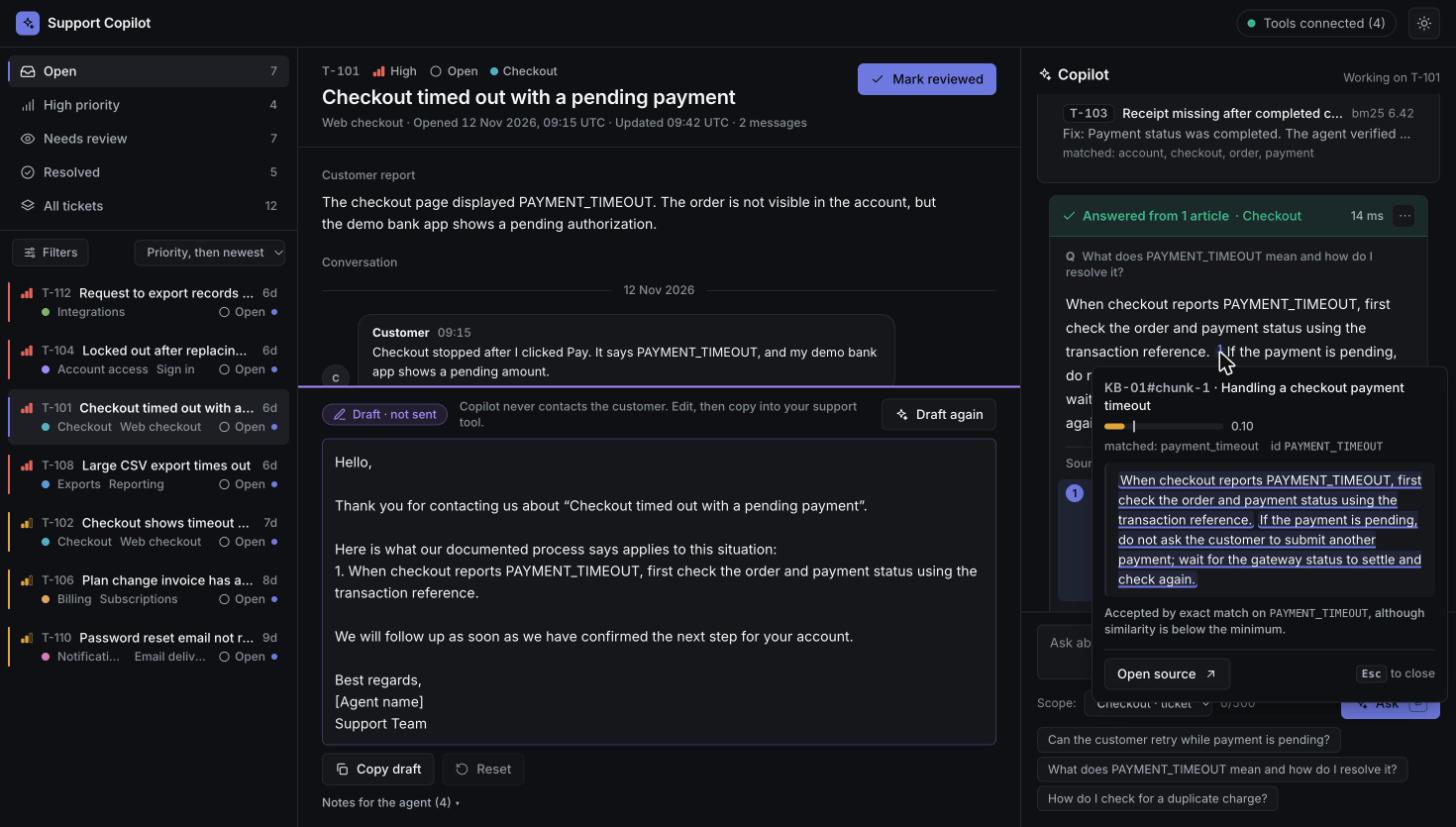 Support Copilot
Tools connected (4)
Open 7
High priority 4
Needs review 7
Resolved 5
All tickets 12
Filters
Priority, then newest
T-112 Request to export records ... 6d
Integrations Open
T-104 Locked out after replacin... 6d
Account access Sign in Open
T-101 Checkout timed out with a... 6d
Checkout Web checkout Open
T-108 Large CSV export times out 6d
Exports Reporting Open
T-102 Checkout shows timeout ... 7d
Checkout Web checkout Open
T-106 Plan change invoice has a... 8d
Billing Subscriptions Open
T-110 Password reset email not r... 9d
Notificati... Email deliv... Open
T-101 High Open Checkout
Checkout timed out with a pending payment
Web checkout · Opened 12 Nov 2026, 09:15 UTC · Updated 09:42 UTC · 2 messages
Mark reviewed
Customer report
The checkout page displayed PAYMENT_TIMEOUT. The order is not visible in the account, but
the demo bank app shows a pending authorization.
Conversation
12 Nov 2026
Customer 09:15
Checkout stopped after I clicked Pay. It says PAYMENT_TIMEOUT, and my demo bank
app shows a pending amount.
C
Draft · not sent
Copilot never contacts the customer. Edit, then copy into your support
tool.
Draft again
Hello,
Thank you for contacting us about “Checkout timed out with a pending payment”.
Here is what our documented process says applies to this situation:
1. When checkout reports PAYMENT_TIMEOUT, first check the order and payment status using the
transaction reference.
We will follow up as soon as we have confirmed the next step for your account.
Best regards,
[Agent name]
Support Team
Copy draft
Reset
Notes for the agent (4)
Copilot
Working on T-101
T-103 Receipt missing after completed c... bm25 6.42
Fix: Payment status was completed. The agent verified ...
matched: account, checkout, order, payment
Answered from 1 article · Checkout 14 ms
Q What does PAYMENT_TIMEOUT mean and how do I
resolve it?
When checkout reports PAYMENT_TIMEOUT, first
check the order and payment status using the
transaction reference. 1 If the payment is pending,
do
wait
agai
Sour
1
KB-01#chunk-1 · Handling a checkout payment
timeout
0.10
matched: payment_timeout id PAYMENT_TIMEOUT
When checkout reports PAYMENT_TIMEOUT, first
check the order and payment status using the
transaction reference. If the payment is pending,
do not ask the customer to submit another
payment; wait for the gateway status to settle and
check again.
Accepted by exact match on PAYMENT_TIMEOUT, although
similarity is below the minimum.
Open source
Esc to close
Ask ab
Scope: Checkout · ticket 0/500
Ask
Can the customer retry while payment is pending?
What does PAYMENT_TIMEOUT mean and how do I resolve it?
How do I check for a duplicate charge?